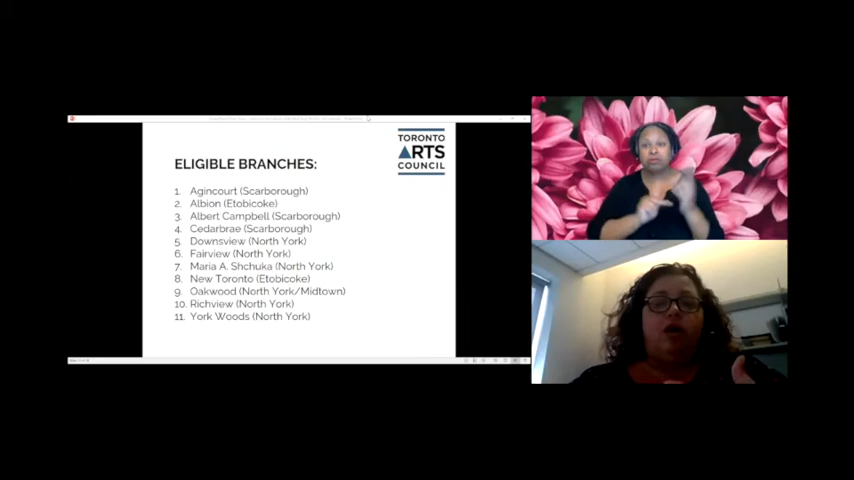 TORONTO
ARTS
COUNCIL
ELIGIBLE BRANCHES:
1. Agincourt (Scarborough)
2. Albion (Etobicoke)
3. Albert Campbell (Scarborough)
4. Cedarbrae (Scarborough)
5. Downsview (North York)
6. Fairview (North York)
7. Maria A. Shchuka (North York)
8. New Toronto (Etobicoke)
9. Oakwood (North York/Midtown)
10. Richview (North York)
11. York Woods (North York)